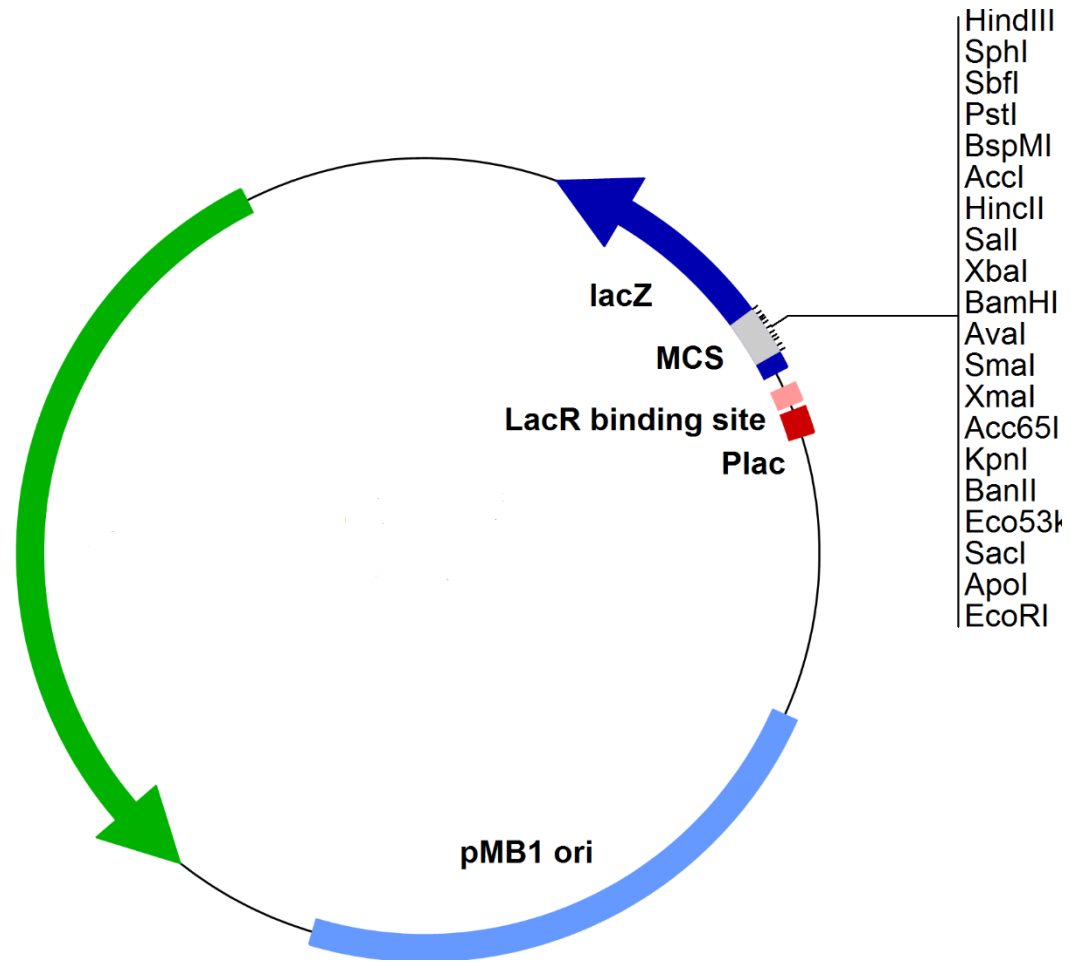 HindIII
SphI
SbfI
PstI
BspMI
AccI
HincII
SalI
XbaI
BamHI
AvaI
SmaI
XmaI
Acc65I
KpnI
BanII
Eco53k
SacI
ApoI
EcoRI
lacZ
MCS
LacR binding site
Plac
pMB1 ori